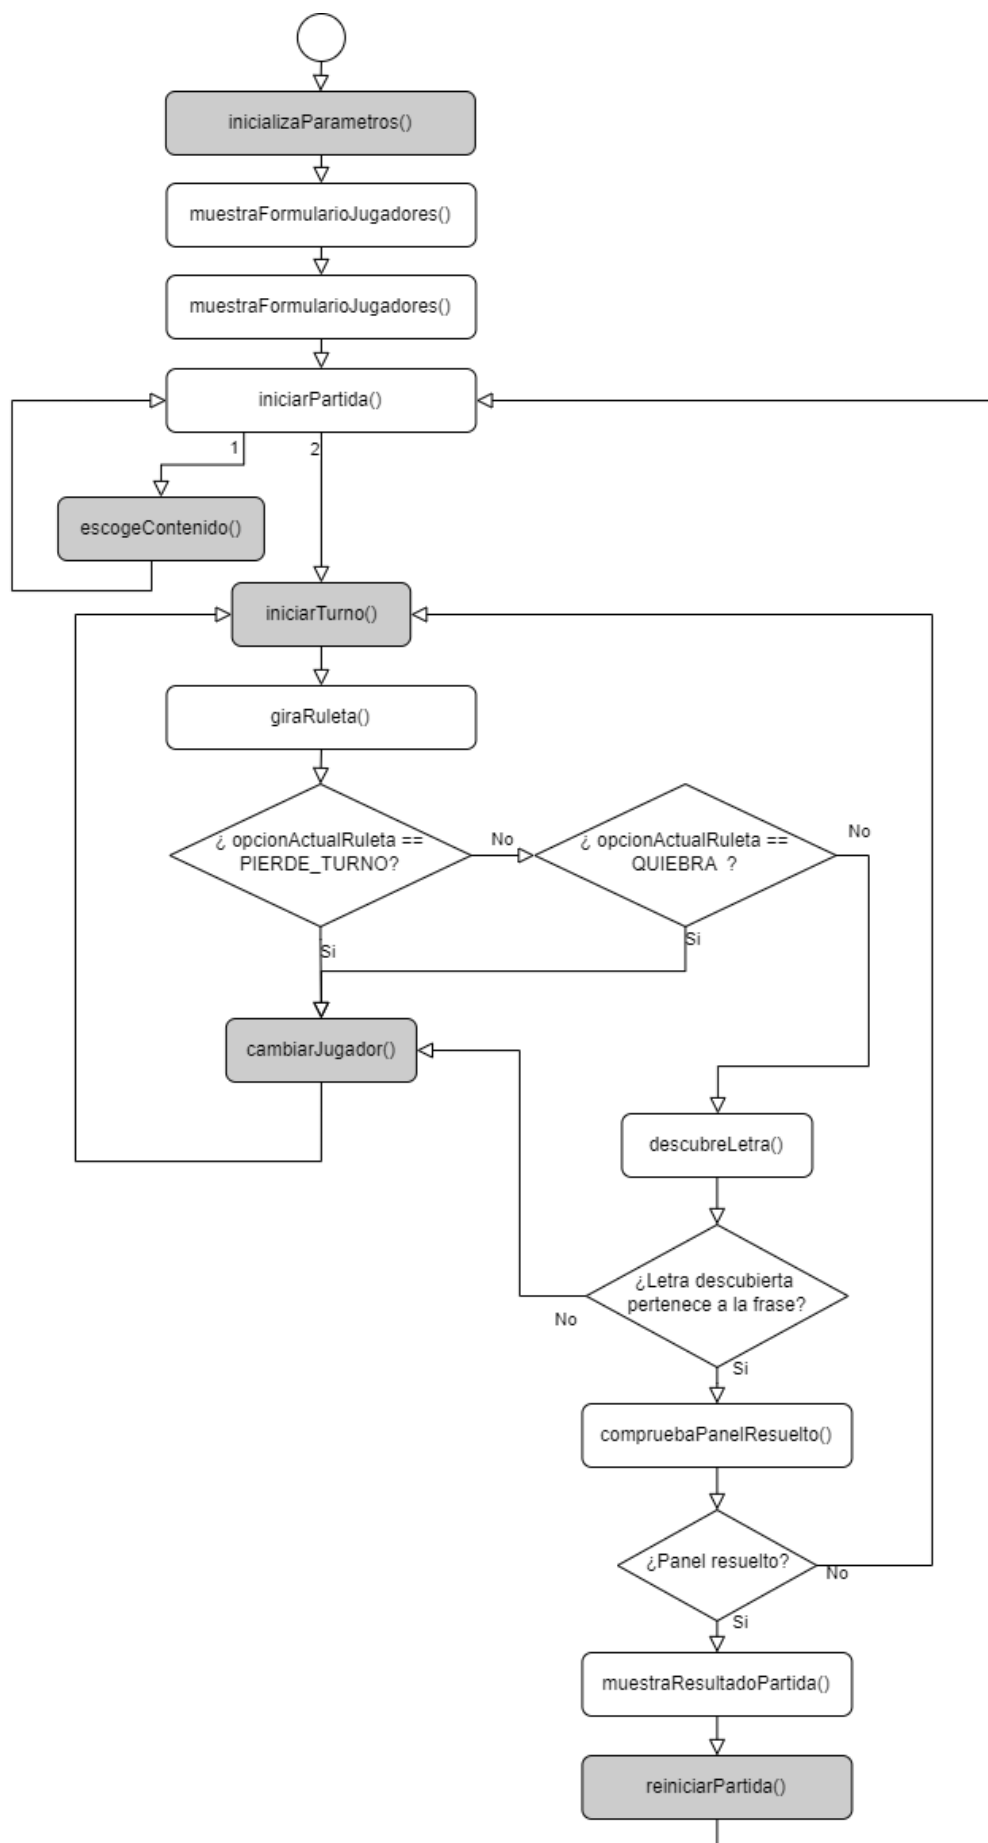 inicializaParametros()
muestraFormularioJugadores()
muestraFormularioJugadores()
iniciarPartida()
1
2
escogeContenido()
iniciarTurno()
giraRuleta()
¿ opcionActualRuleta ==
PIERDE_TURNO?
No
¿ opcionActualRuleta ==
QUIEBRA ?
No
Si
Si
cambiarJugador()
descubreLetra()
¿Letra descubierta
pertenece a la frase?
No
Si
compruebaPanelResuelto()
¿Panel resuelto?
No
Si
muestraResultadoPartida()
reiniciarPartida()